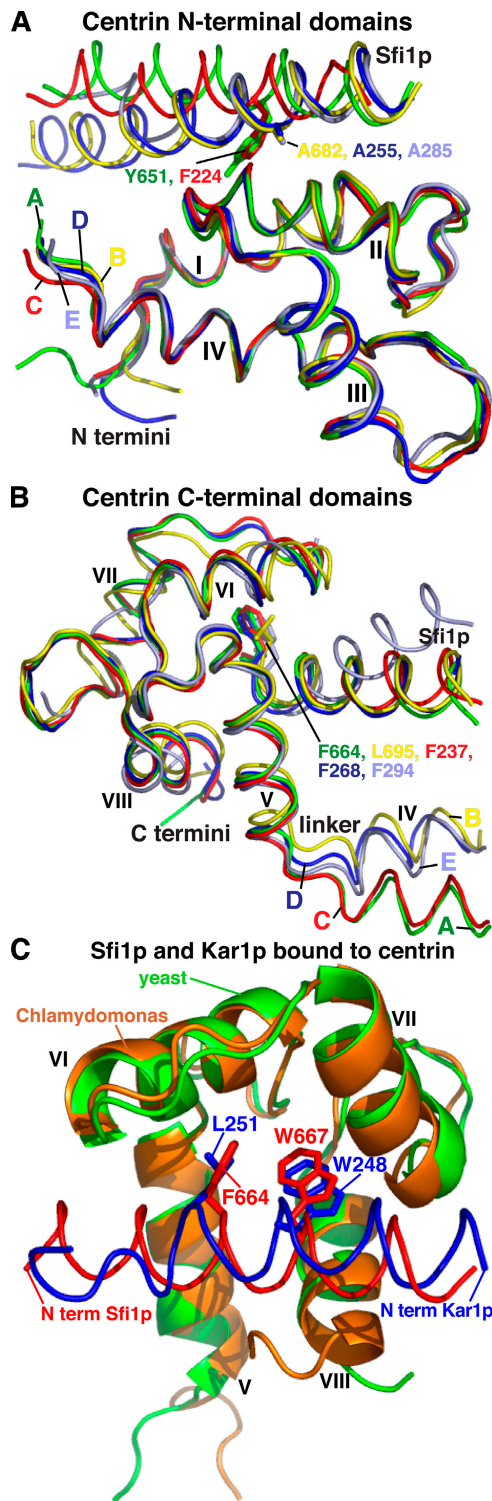 A Centrin N-terminal domains
Sfi1p
A682, A255, A285
Y651, F224
A
D
B
I
II
C
E
IV
III
N termini
B Centrin C-terminal domains
VII
VI
Sfi1p
F664, L695, F237,
F268, F294
VIII
V
IV
B
C termini
linker
E
D
C
A
C Sfi1p and Kar1p bound to centrin
yeast
Chlamydomonas
VII
VI
L251
W667
W248
F664
N term Sfi1p
N term Kar1p
V
VIII